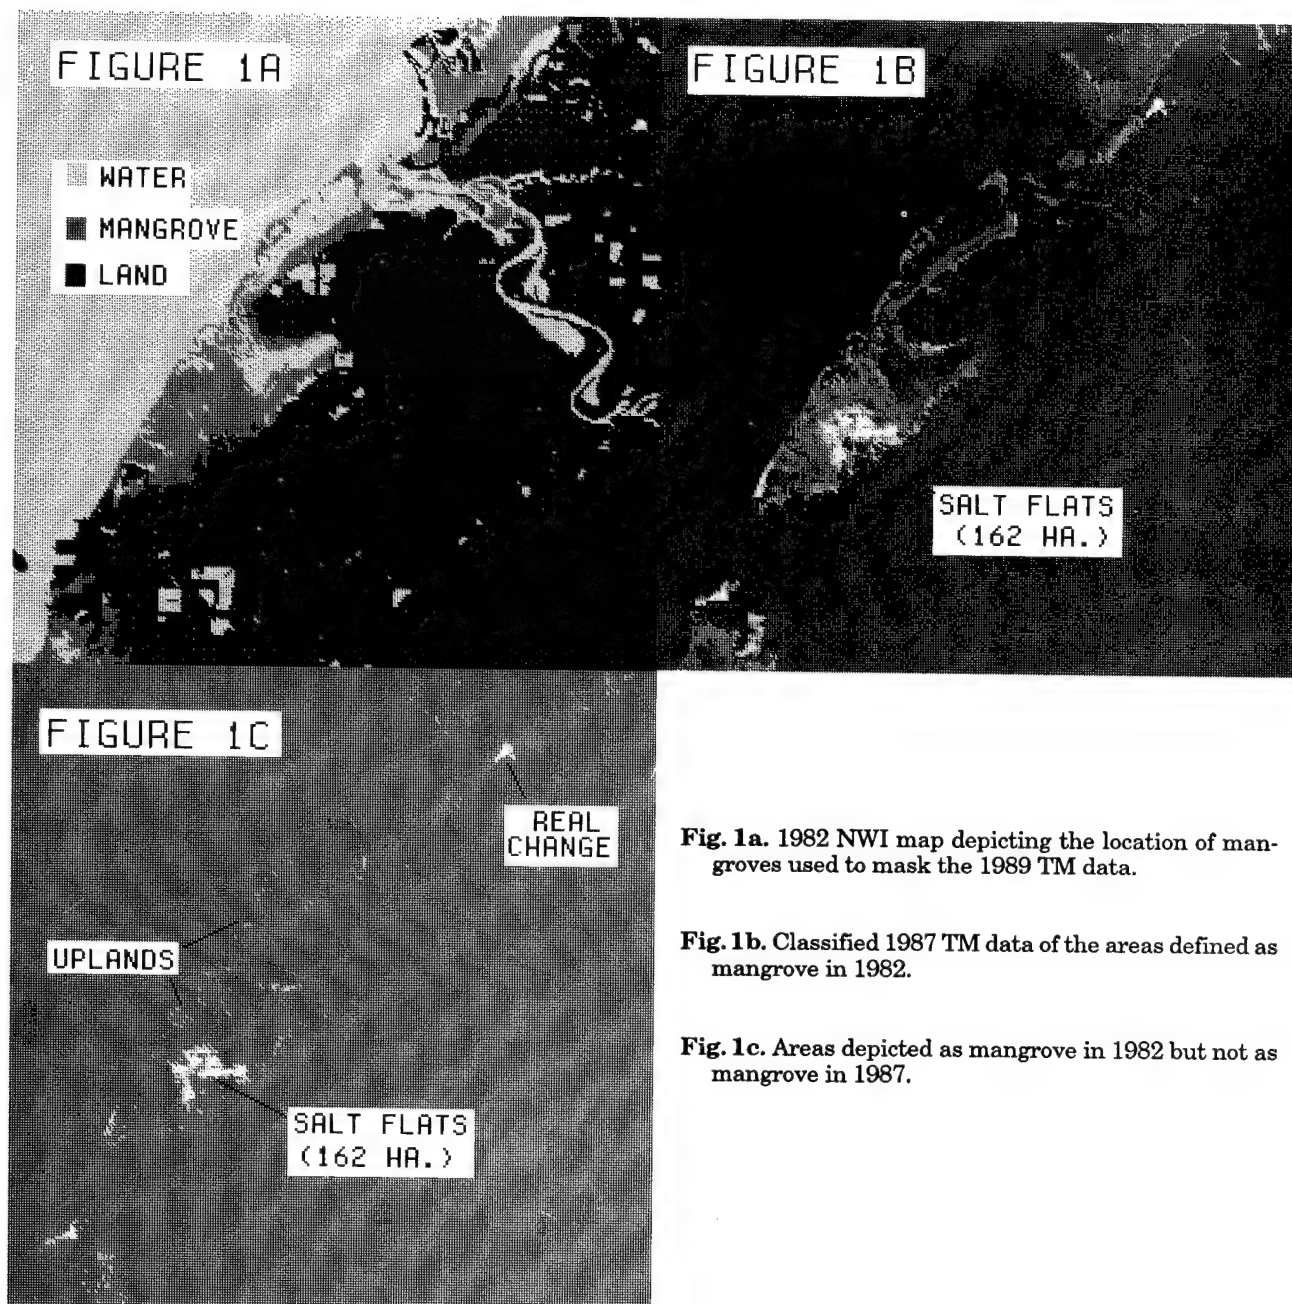 FIGURE 1A
WATER
MANGROVE
LAND
FIGURE 1B
SALT FLATS
(162 HA.)
FIGURE 1C
REAL
CHANGE
UPLANDS
SALT FLATS
(162 HA.)
Fig. 1a. 1982 NWI map depicting the location of man-
groves used to mask the 1989 TM data.
Fig. 1b. Classified 1987 TM data of the areas defined as
mangrove in 1982.
Fig. 1c. Areas depicted as mangrove in 1982 but not as
mangrove in 1987.